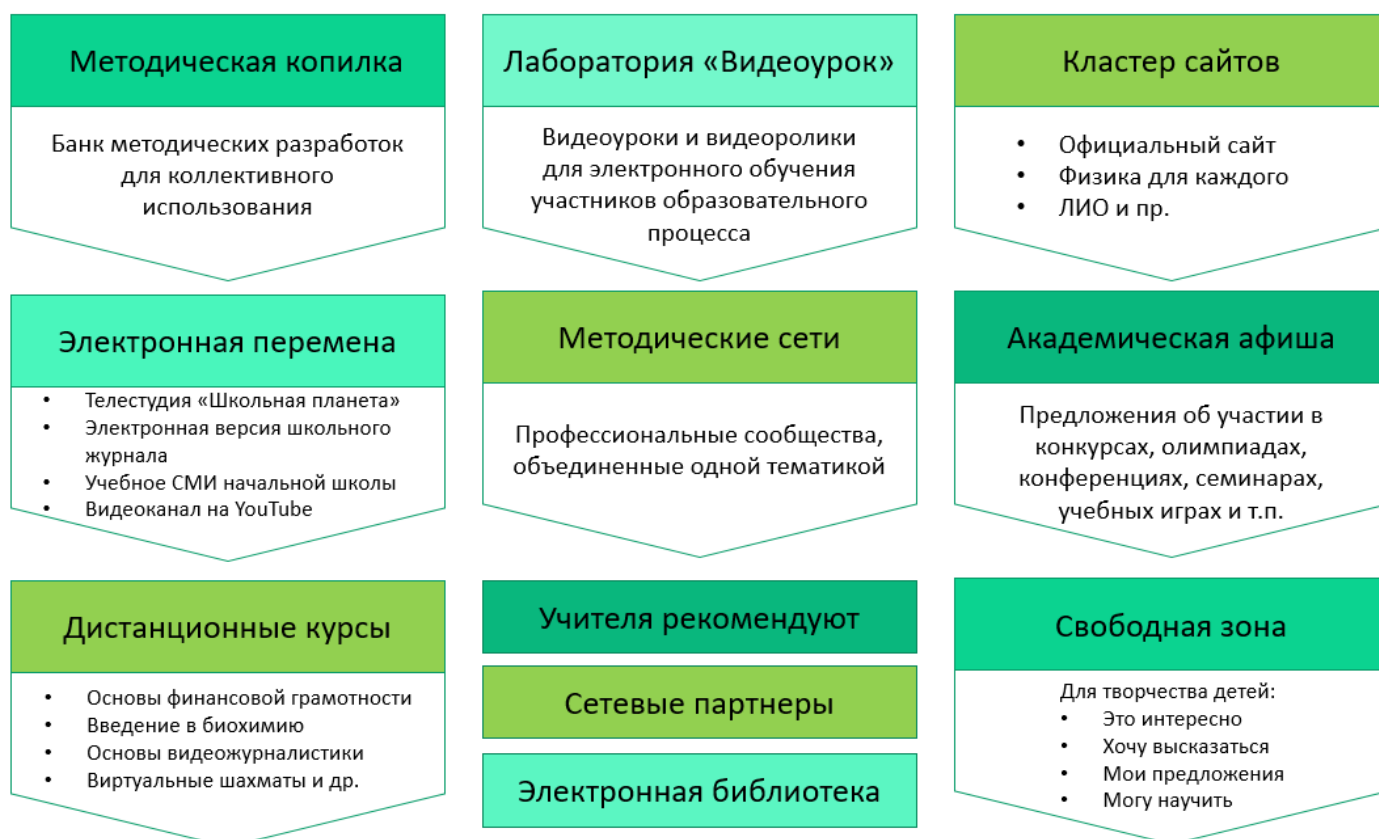 Методическая копилка
Банк методических разработок
для коллективного
использования
Лаборатория «Видеоурок»
Видеоуроки и видеоролики
для электронного обучения
участников образовательного
процесса
Кластер сайтов
• Официальный сайт
• Физика для каждого
• ЛИО и пр.
Электронная перемена
• Телестудия «Школьная планета»
• Электронная версия школьного
журнала
• Учебное СМИ начальной школы
• Видеоканал на YouTube
Методические сети
Профессиональные сообщества,
объединенные одной тематикой
Академическая афиша
Предложения об участии в
конкурсах, олимпиадах,
конференциях, семинарах,
учебных играх и т.п.
Дистанционные курсы
• Основы финансовой грамотности
• Введение в биохимию
• Основы видеожурналистики
• Виртуальные шахматы и др.
Учителя рекомендуют
Сетевые партнеры
Электронная библиотека
Свободная зона
Для творчества детей:
• Это интересно
• Хочу высказаться
• Мои предложения
• Могу научить